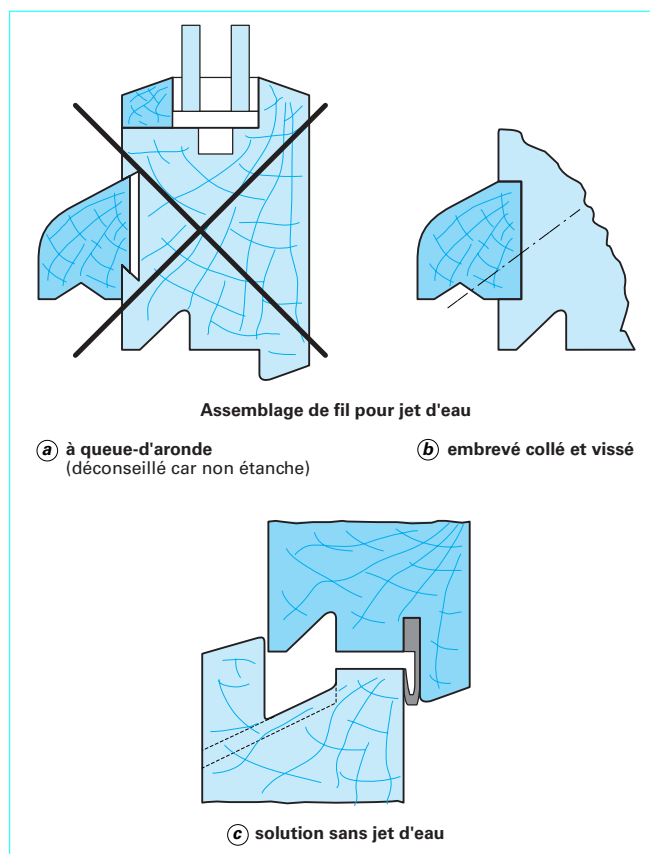 Assemblage de fil pour jet d'eau
a à queue-d'aronde
(déconseillé car non étanche)
b embrevé collé et vissé
c solution sans jet d'eau